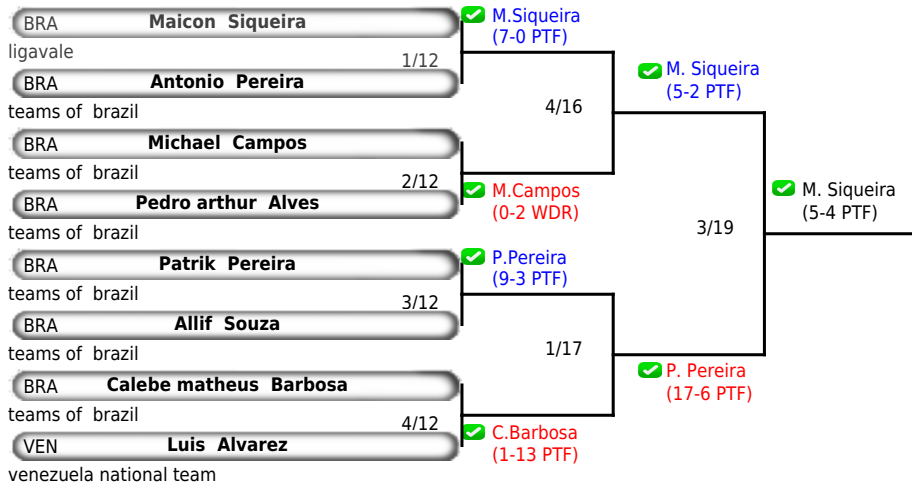 BRA Maicon Siqueira
M.Siqueira
(7-0 PTF)
ligavale
1/12
BRA Antonio Pereira
M. Siqueira
(5-2 PTF)
teams of brazil
4/16
BRA Michael Campos
teams of brazil
2/12
M.Campos
(0-2 WDR)
BRA Pedro arthur Alves
M. Siqueira
(5-4 PTF)
teams of brazil
3/19
BRA Patrik Pereira
P.Pereira
(9-3 PTF)
teams of brazil
3/12
BRA Allif Souza
teams of brazil
1/17
BRA Calebe matheus Barbosa
P. Pereira
(17-6 PTF)
teams of brazil
4/12
C.Barbosa
(1-13 PTF)
VEN Luis Alvarez
venezuela national team